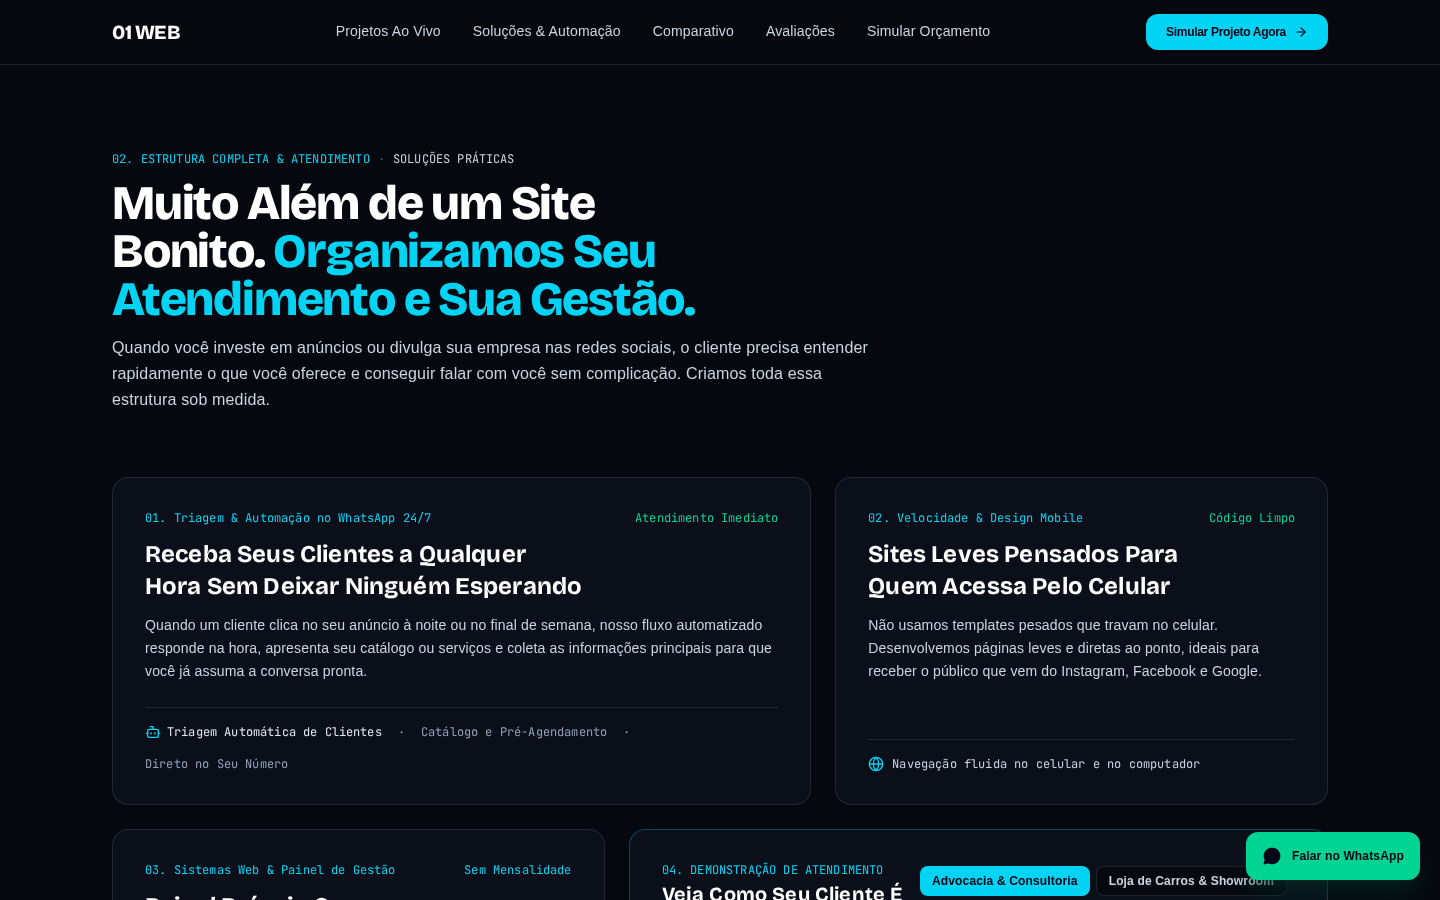 01 WEB
Projetos Ao Vivo
Soluções & Automação
Comparativo
Avaliações
Simular Orçamento
Simular Projeto Agora
02. ESTRUTURA COMPLETA & ATENDIMENTO · SOLUÇÕES PRÁTICAS
Muito Além de um Site
Bonito. Organizamos Seu
Atendimento e Sua Gestão.
Quando você investe em anúncios ou divulga sua empresa nas redes sociais, o cliente precisa entender
rapidamente o que você oferece e conseguir falar com você sem complicação. Criamos toda essa
estrutura sob medida.
01. Triagem & Automação no WhatsApp 24/7
Atendimento Imediato
Receba Seus Clientes a Qualquer
Hora Sem Deixar Ninguém Esperando
Quando um cliente clica no seu anúncio à noite ou no final de semana, nosso fluxo automatizado
responde na hora, apresenta seu catálogo ou serviços e coleta as informações principais para que
você já assuma a conversa pronta.
Triagem Automática de Clientes · Catálogo e Pré-Agendamento ·
Direto no Seu Número
02. Velocidade & Design Mobile
Código Limpo
Sites Leves Pensados Para
Quem Acessa Pelo Celular
Não usamos templates pesados que travam no celular.
Desenvolvemos páginas leves e diretas ao ponto, ideais para
receber o público que vem do Instagram, Facebook e Google.
Navegação fluida no celular e no computador
03. Sistemas Web & Painel de Gestão
Sem Mensalidade
04. DEMONSTRAÇÃO DE ATENDIMENTO
Veja Como Seu Cliente É
Advocacia & Consultoria
Loja de Carros & Showroom
Falar no WhatsApp